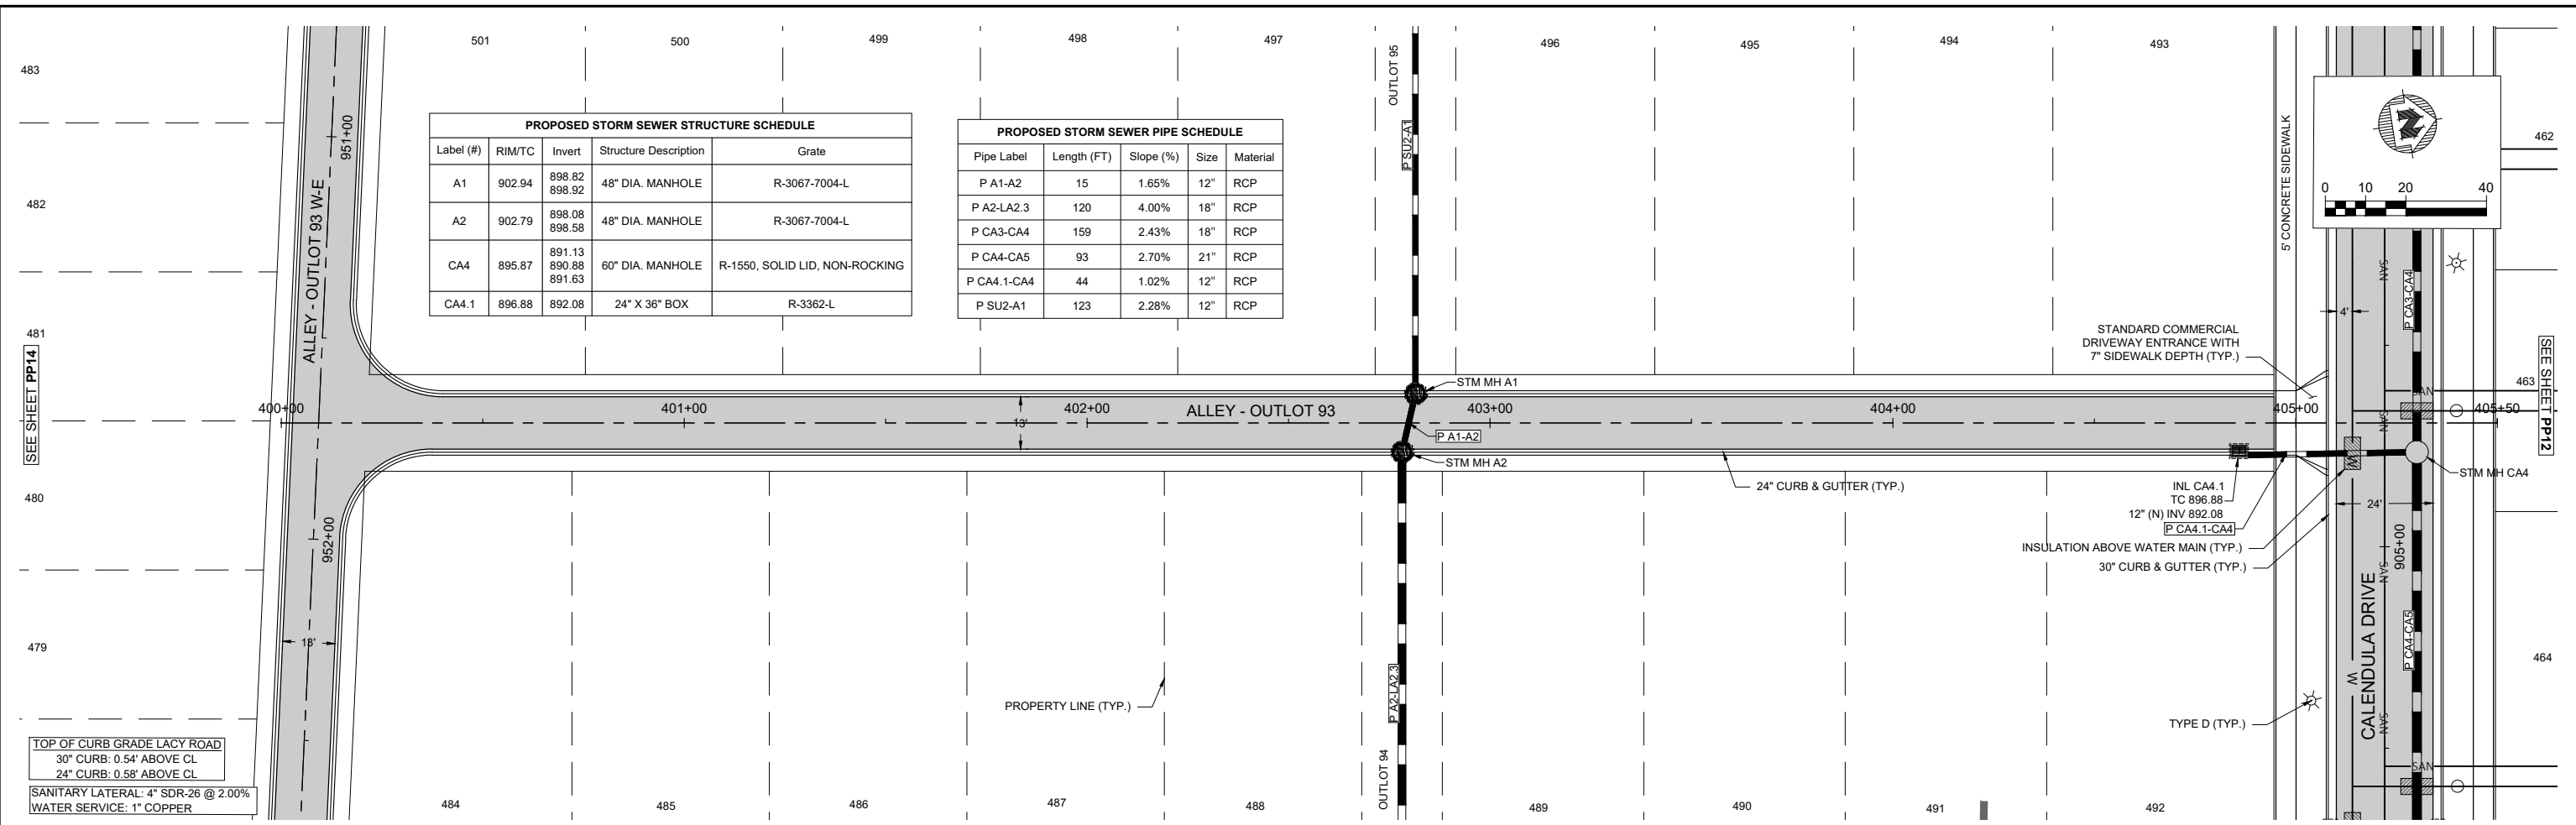 501
500
499
498
497
496
495
494
493
483
482
481
480
479
462
463
464
484
485
486
487
488
489
490
491
492
SEE SHEET PP14
SEE SHEET PP12
ALLEY - OUTLOT 93 W-E
951+00
952+00
PROPOSED STORM SEWER STRUCTURE SCHEDULE
Label (#) RIM/TC Invert Structure Description Grate
A1 902.94 898.82 898.92 48" DIA. MANHOLE R-3067-7004-L
A2 902.79 898.08 898.58 48" DIA. MANHOLE R-3067-7004-L
CA4 895.87 891.13 890.88 891.63 60" DIA. MANHOLE R-1550, SOLID LID, NON-ROCKING
CA4.1 896.88 892.08 24" X 36" BOX R-3362-L
PROPOSED STORM SEWER PIPE SCHEDULE
Pipe Label Length (FT) Slope (%) Size Material
P A1-A2 15 1.65% 12" RCP
P A2-LA2.3 120 4.00% 18" RCP
P CA3-CA4 159 2.43% 18" RCP
P CA4-CA5 93 2.70% 21" RCP
P CA4.1-CA4 44 1.02% 12" RCP
P SU2-A1 123 2.28% 12" RCP
OUTLOT 95
P SU2-A1
5' CONCRETE SIDEWALK
N
0 10 20 40
SAN
P CA3-CA4
4'
STANDARD COMMERCIAL
DRIVEWAY ENTRANCE WITH
7" SIDEWALK DEPTH (TYP.)
STM MH A1
400+00
401+00
402+00
ALLEY - OUTLOT 93
403+00
404+00
405+00
405+50
SAN
SAN
13'
P A1-A2
STM MH A2
24" CURB & GUTTER (TYP.)
W
STM MH CA4
INL CA4.1
TC 896.88
12" (N) INV 892.08
P CA4.1-CA4
24'
INSULATION ABOVE WATER MAIN (TYP.)
30" CURB & GUTTER (TYP.)
905+00
SAN
CALENDULA DRIVE
W
P CA4-CA5
SAN
SAN
13'
PROPERTY LINE (TYP.)
P A2-LA2.3
OUTLOT 94
TYPE D (TYP.)
TOP OF CURB GRADE LACY ROAD
30" CURB: 0.54' ABOVE CL
24" CURB: 0.58' ABOVE CL
SANITARY LATERAL: 4" SDR-26 @ 2.00%
WATER SERVICE: 1" COPPER